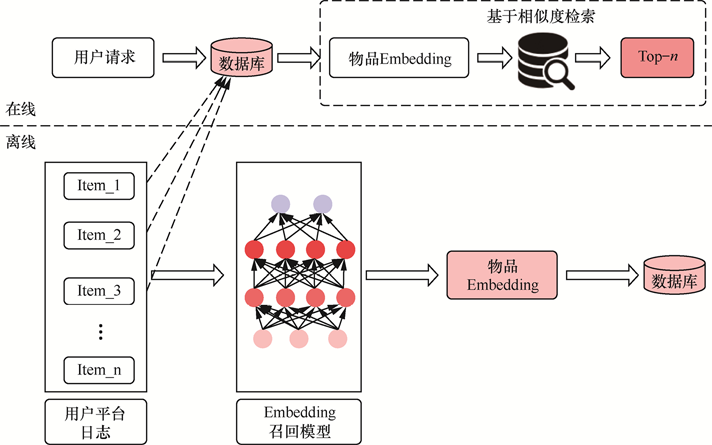 基于相似度检索
用户请求
数据库
物品Embedding
Top-n
在线
离线
Item_1
Item_2
Item_3
⋮
Item_n
物品
Embedding
数据库
用户平台
日志
Embedding
召回模型